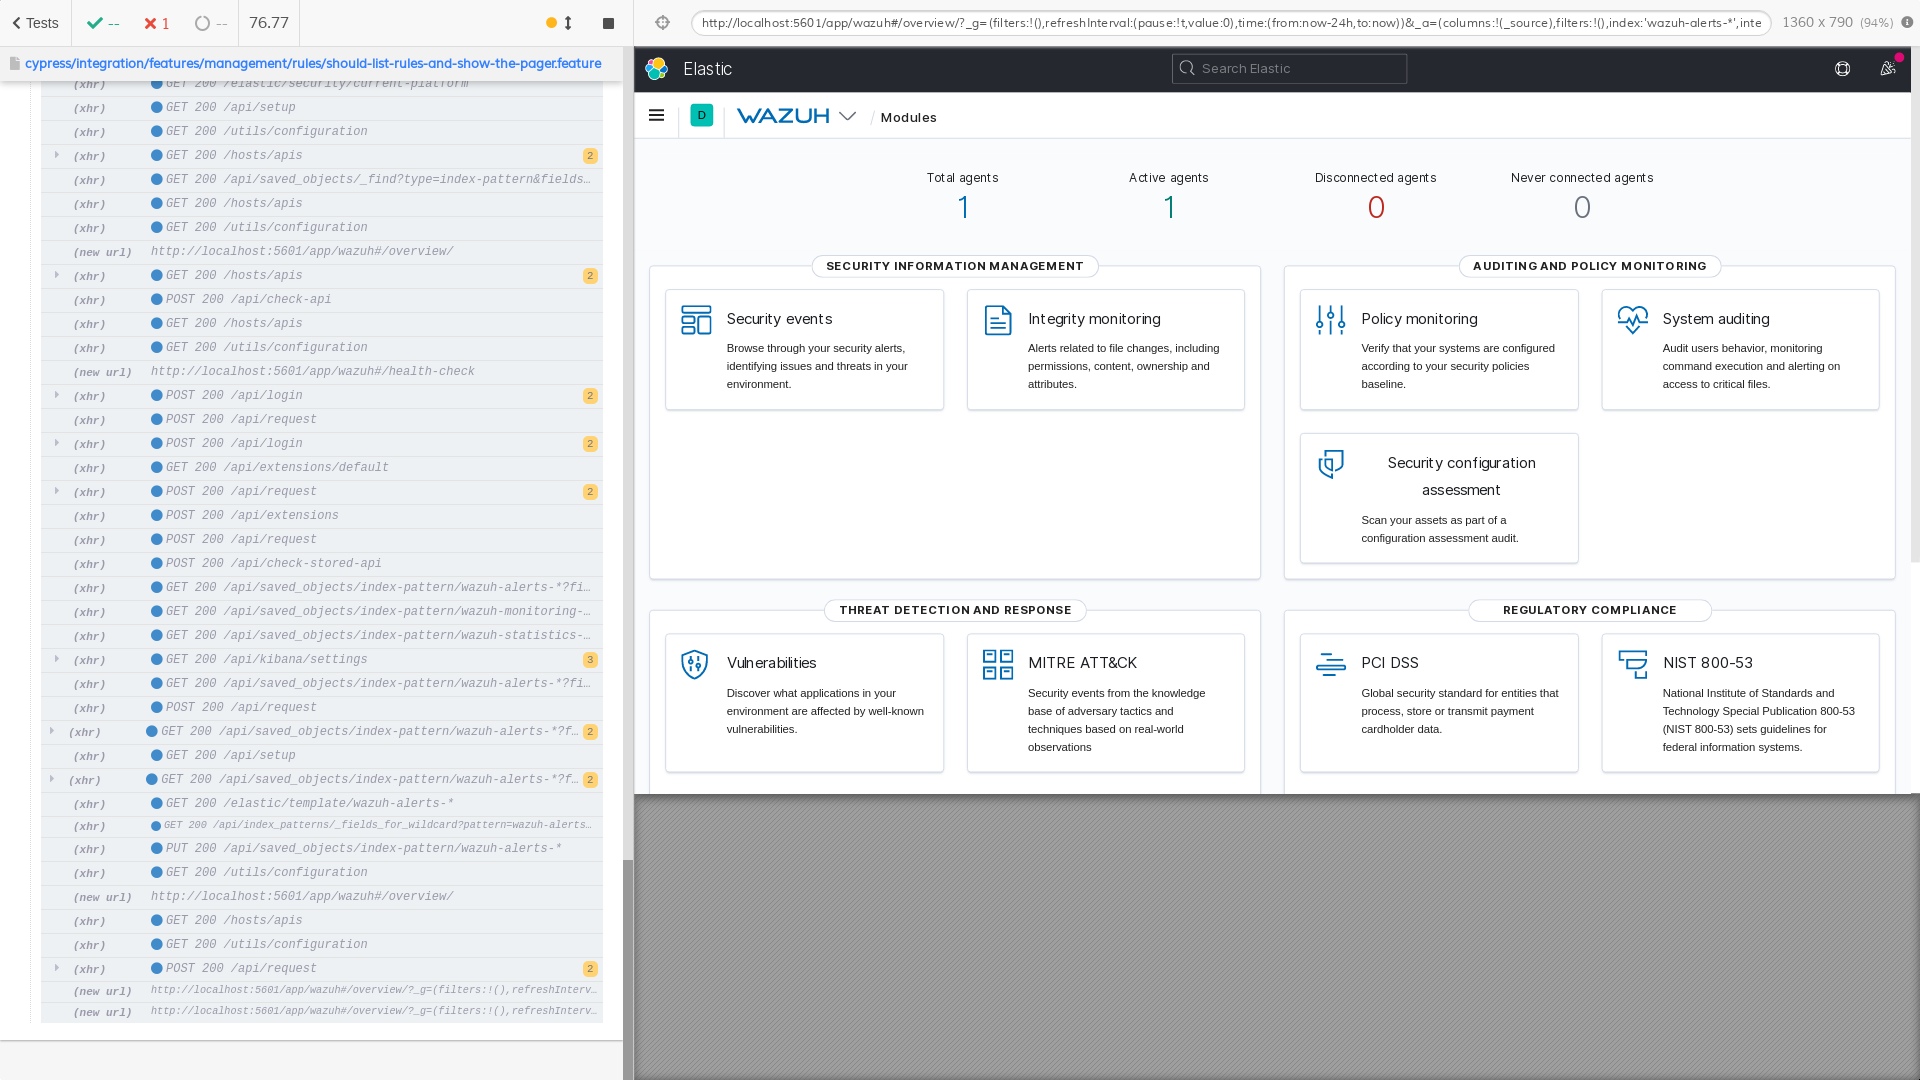 Tests
--
1
--
76.77
cypress/integration/features/management/rules/should-list-rules-and-show-the-pager.feature
(xhr) GET 200 /elastic/security/current-platform
(xhr) GET 200 /api/setup
(xhr) GET 200 /utils/configuration
(xhr) GET 200 /hosts/apis 2
(xhr) GET 200 /api/saved_objects/_find?type=index-pattern&fields…
(xhr) GET 200 /hosts/apis
(xhr) GET 200 /utils/configuration
(new url) http://localhost:5601/app/wazuh#/overview/
(xhr) GET 200 /hosts/apis 2
(xhr) POST 200 /api/check-api
(xhr) GET 200 /hosts/apis
(xhr) GET 200 /utils/configuration
(new url) http://localhost:5601/app/wazuh#/health-check
(xhr) POST 200 /api/login 2
(xhr) POST 200 /api/request
(xhr) POST 200 /api/login 2
(xhr) GET 200 /api/extensions/default
(xhr) POST 200 /api/request 2
(xhr) POST 200 /api/extensions
(xhr) POST 200 /api/request
(xhr) POST 200 /api/check-stored-api
(xhr) GET 200 /api/saved_objects/index-pattern/wazuh-alerts-*?fi…
(xhr) GET 200 /api/saved_objects/index-pattern/wazuh-monitoring-…
(xhr) GET 200 /api/saved_objects/index-pattern/wazuh-statistics-…
(xhr) GET 200 /api/kibana/settings 3
(xhr) GET 200 /api/saved_objects/index-pattern/wazuh-alerts-*?fi…
(xhr) POST 200 /api/request
(xhr) GET 200 /api/saved_objects/index-pattern/wazuh-alerts-*?f… 2
(xhr) GET 200 /api/setup
(xhr) GET 200 /api/saved_objects/index-pattern/wazuh-alerts-*?f… 2
(xhr) GET 200 /elastic/template/wazuh-alerts-*
(xhr) GET 200 /api/index_patterns/_fields_for_wildcard?pattern=wazuh-alerts…
(xhr) PUT 200 /api/saved_objects/index-pattern/wazuh-alerts-*
(xhr) GET 200 /utils/configuration
(new url) http://localhost:5601/app/wazuh#/overview/
(xhr) GET 200 /hosts/apis
(xhr) GET 200 /utils/configuration
(xhr) POST 200 /api/request 2
(new url) http://localhost:5601/app/wazuh#/overview/?_g=(filters:!(),refreshInterv…
(new url) http://localhost:5601/app/wazuh#/overview/?_g=(filters:!(),refreshInterv…
http://localhost:5601/app/wazuh#/overview/?_g=(filters:!(),refreshInterval:(pause:!t,value:0),time:(from:now-24h,to:now))&_a=(columns:!(_source),filters:!(),index:'wazuh-alerts-*',inte
1360 x 790 (94%)
Elastic
Search Elastic
D
WAZUH
/ Modules
Total agents
1
Active agents
1
Disconnected agents
0
Never connected agents
0
SECURITY INFORMATION MANAGEMENT
Security events
Browse through your security alerts,
identifying issues and threats in your
environment.
Integrity monitoring
Alerts related to file changes, including
permissions, content, ownership and
attributes.
AUDITING AND POLICY MONITORING
Policy monitoring
Verify that your systems are configured
according to your security policies
baseline.
System auditing
Audit users behavior, monitoring
command execution and alerting on
access to critical files.
Security configuration
assessment
Scan your assets as part of a
configuration assessment audit.
THREAT DETECTION AND RESPONSE
Vulnerabilities
Discover what applications in your
environment are affected by well-known
vulnerabilities.
MITRE ATT&CK
Security events from the knowledge
base of adversary tactics and
techniques based on real-world
observations
REGULATORY COMPLIANCE
PCI DSS
Global security standard for entities that
process, store or transmit payment
cardholder data.
NIST 800-53
National Institute of Standards and
Technology Special Publication 800-53
(NIST 800-53) sets guidelines for
federal information systems.